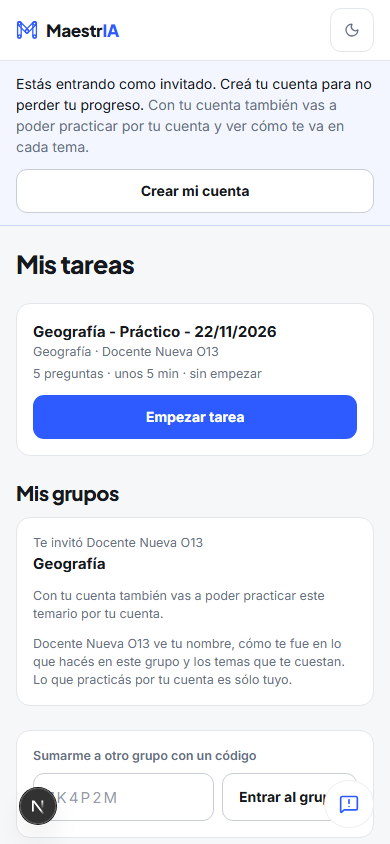 MaestrIA
Estás entrando como invitado. Creá tu cuenta para no
perder tu progreso. Con tu cuenta también vas a
poder practicar por tu cuenta y ver cómo te va en
cada tema.
Crear mi cuenta
Mis tareas
Geografía - Práctico - 22/11/2026
Geografía · Docente Nueva O13
5 preguntas · unos 5 min · sin empezar
Empezar tarea
Mis grupos
Te invitó Docente Nueva O13
Geografía
Con tu cuenta también vas a poder practicar este
temario por tu cuenta.
Docente Nueva O13 ve tu nombre, cómo te fue en lo
que hacés en este grupo y los temas que te cuestan.
Lo que practicás por tu cuenta es sólo tuyo.
Sumarme a otro grupo con un código
K4P2M
Entrar al
N